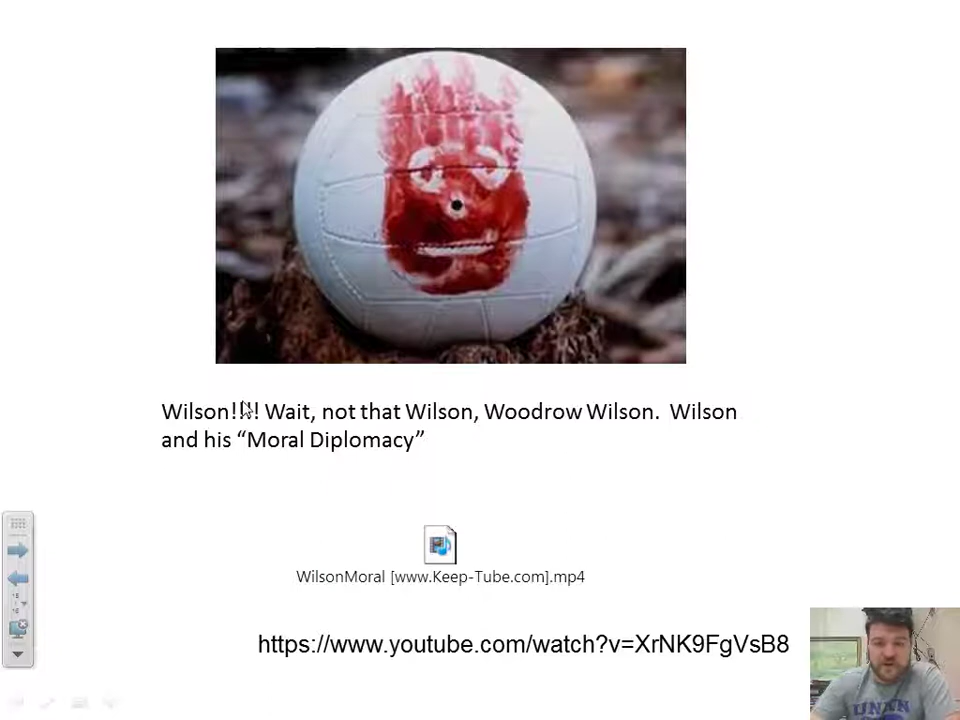 Wilson!!!! Wait, not that Wilson, Woodrow Wilson.  Wilson
and his “Moral Diplomacy”
WilsonMoral [www.Keep-Tube.com].mp4
https://www.youtube.com/watch?v=XrNK9FgVsB8